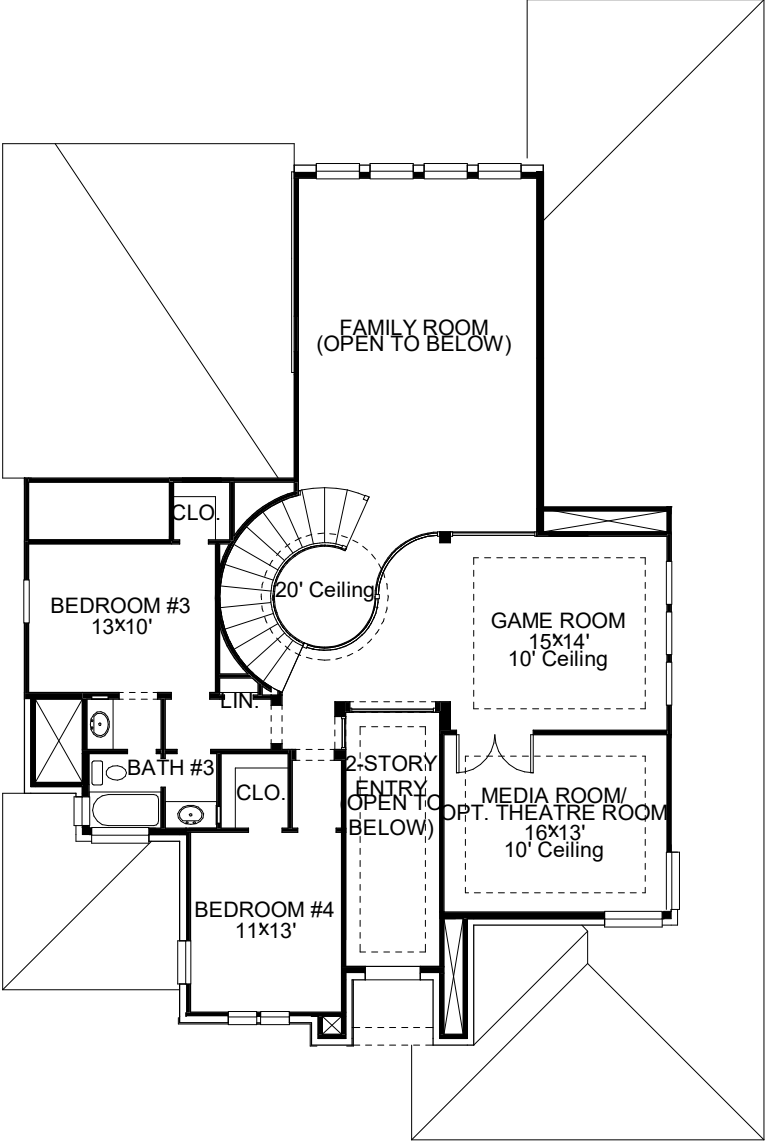 FAMILY ROOM
(OPEN TO BELOW)
CLO.
20' Ceiling
BEDROOM #3
13x10'
GAME ROOM
15x14'
10' Ceiling
LIN.
2-STORY
ENTRY
(OPEN TO
BELOW)
BATH #3
CLO.
MEDIA ROOM/
OPT. THEATRE ROOM
16x13'
10' Ceiling
BEDROOM #4
11x13'